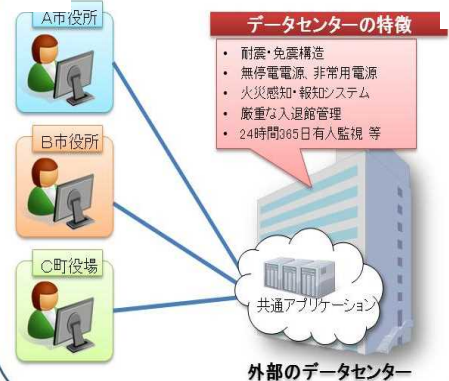 A市役所
B市役所
C町役場
データセンターの特徴
• 耐震・免震構造
• 無停電電源、非常用電源
• 火災感知・報知システム
• 厳重な入退館管理
• 24時間365日有人監視 等
共通アプリケーション
外部のデータセンター